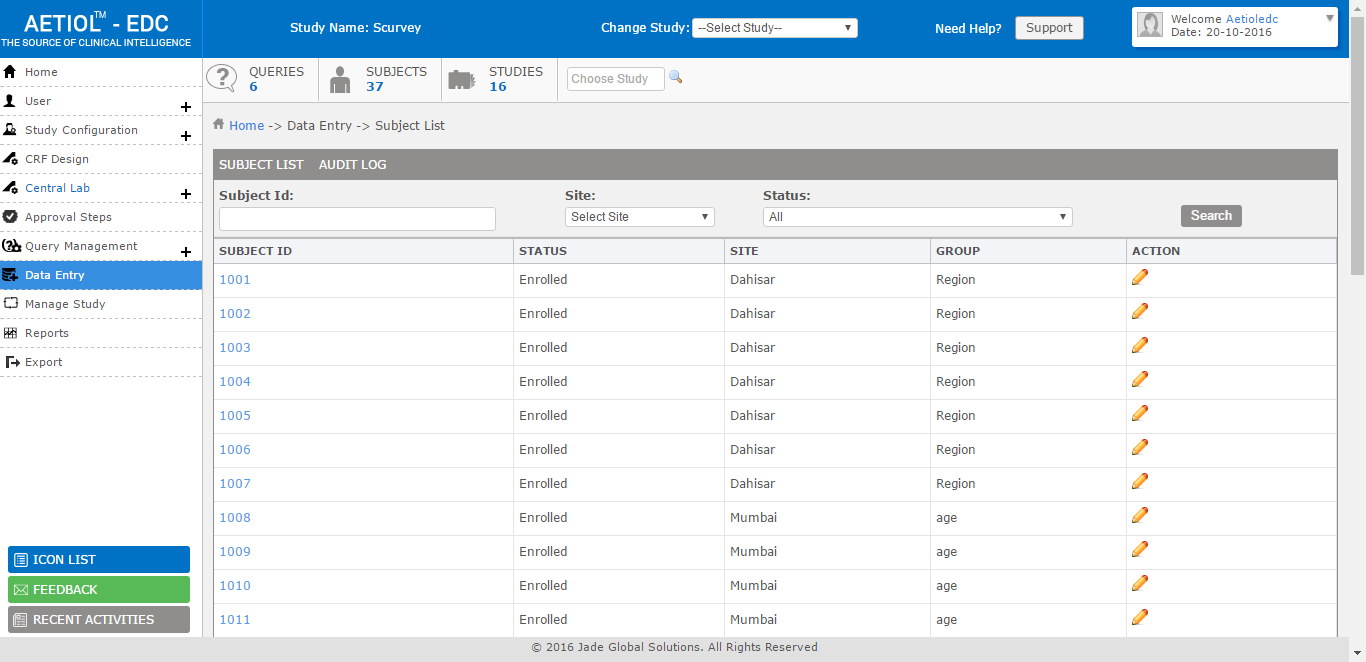 AETIOL™ - EDC
THE SOURCE OF CLINICAL INTELLIGENCE
Study Name: Scurvey
Change Study: --Select Study--
Need Help? Support
Welcome Aetioledc
Date: 20-10-2016
Home
User
Study Configuration
CRF Design
Central Lab
Approval Steps
Query Management
Data Entry
Manage Study
Reports
Export
ICON LIST
FEEDBACK
RECENT ACTIVITIES
QUERIES
6
SUBJECTS
37
STUDIES
16
Choose Study
Home -> Data Entry -> Subject List
SUBJECT LIST AUDIT LOG
Subject Id: Site: Status:
Select Site All Search
SUBJECT ID STATUS SITE GROUP ACTION
1001 Enrolled Dahisar Region
1002 Enrolled Dahisar Region
1003 Enrolled Dahisar Region
1004 Enrolled Dahisar Region
1005 Enrolled Dahisar Region
1006 Enrolled Dahisar Region
1007 Enrolled Dahisar Region
1008 Enrolled Mumbai age
1009 Enrolled Mumbai age
1010 Enrolled Mumbai age
1011 Enrolled Mumbai age
© 2016 Jade Global Solutions. All Rights Reserved